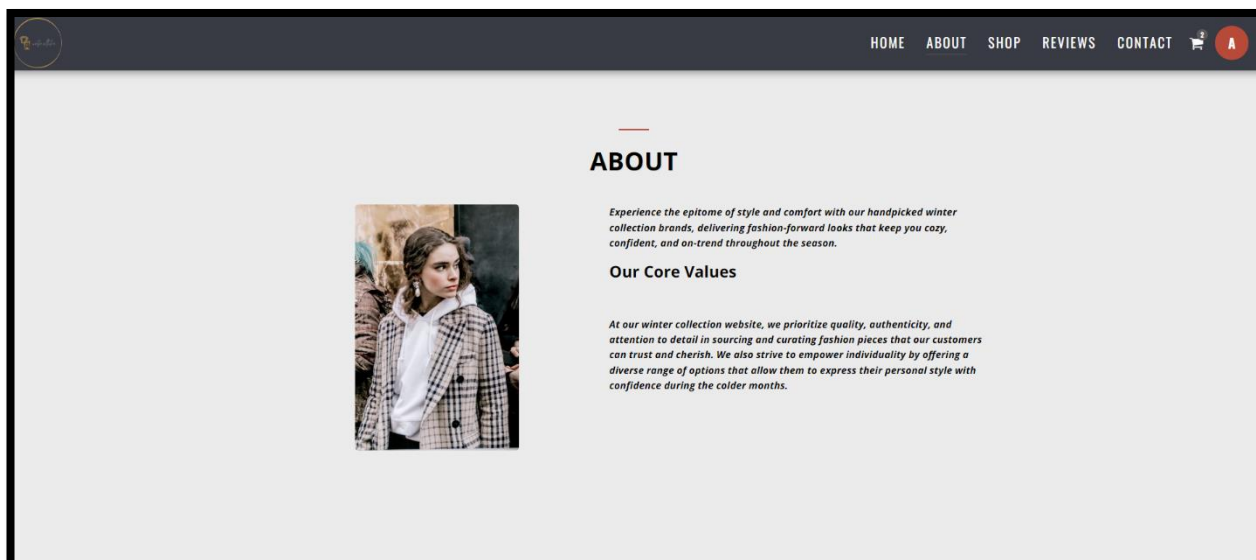 HOME ABOUT SHOP REVIEWS CONTACT 2 A
ABOUT
Experience the epitome of style and comfort with our handpicked winter
collection brands, delivering fashion-forward looks that keep you cozy,
confident, and on-trend throughout the season.
Our Core Values
At our winter collection website, we prioritize quality, authenticity, and
attention to detail in sourcing and curating fashion pieces that our customers
can trust and cherish. We also strive to empower individuality by offering a
diverse range of options that allow them to express their personal style with
confidence during the colder months.